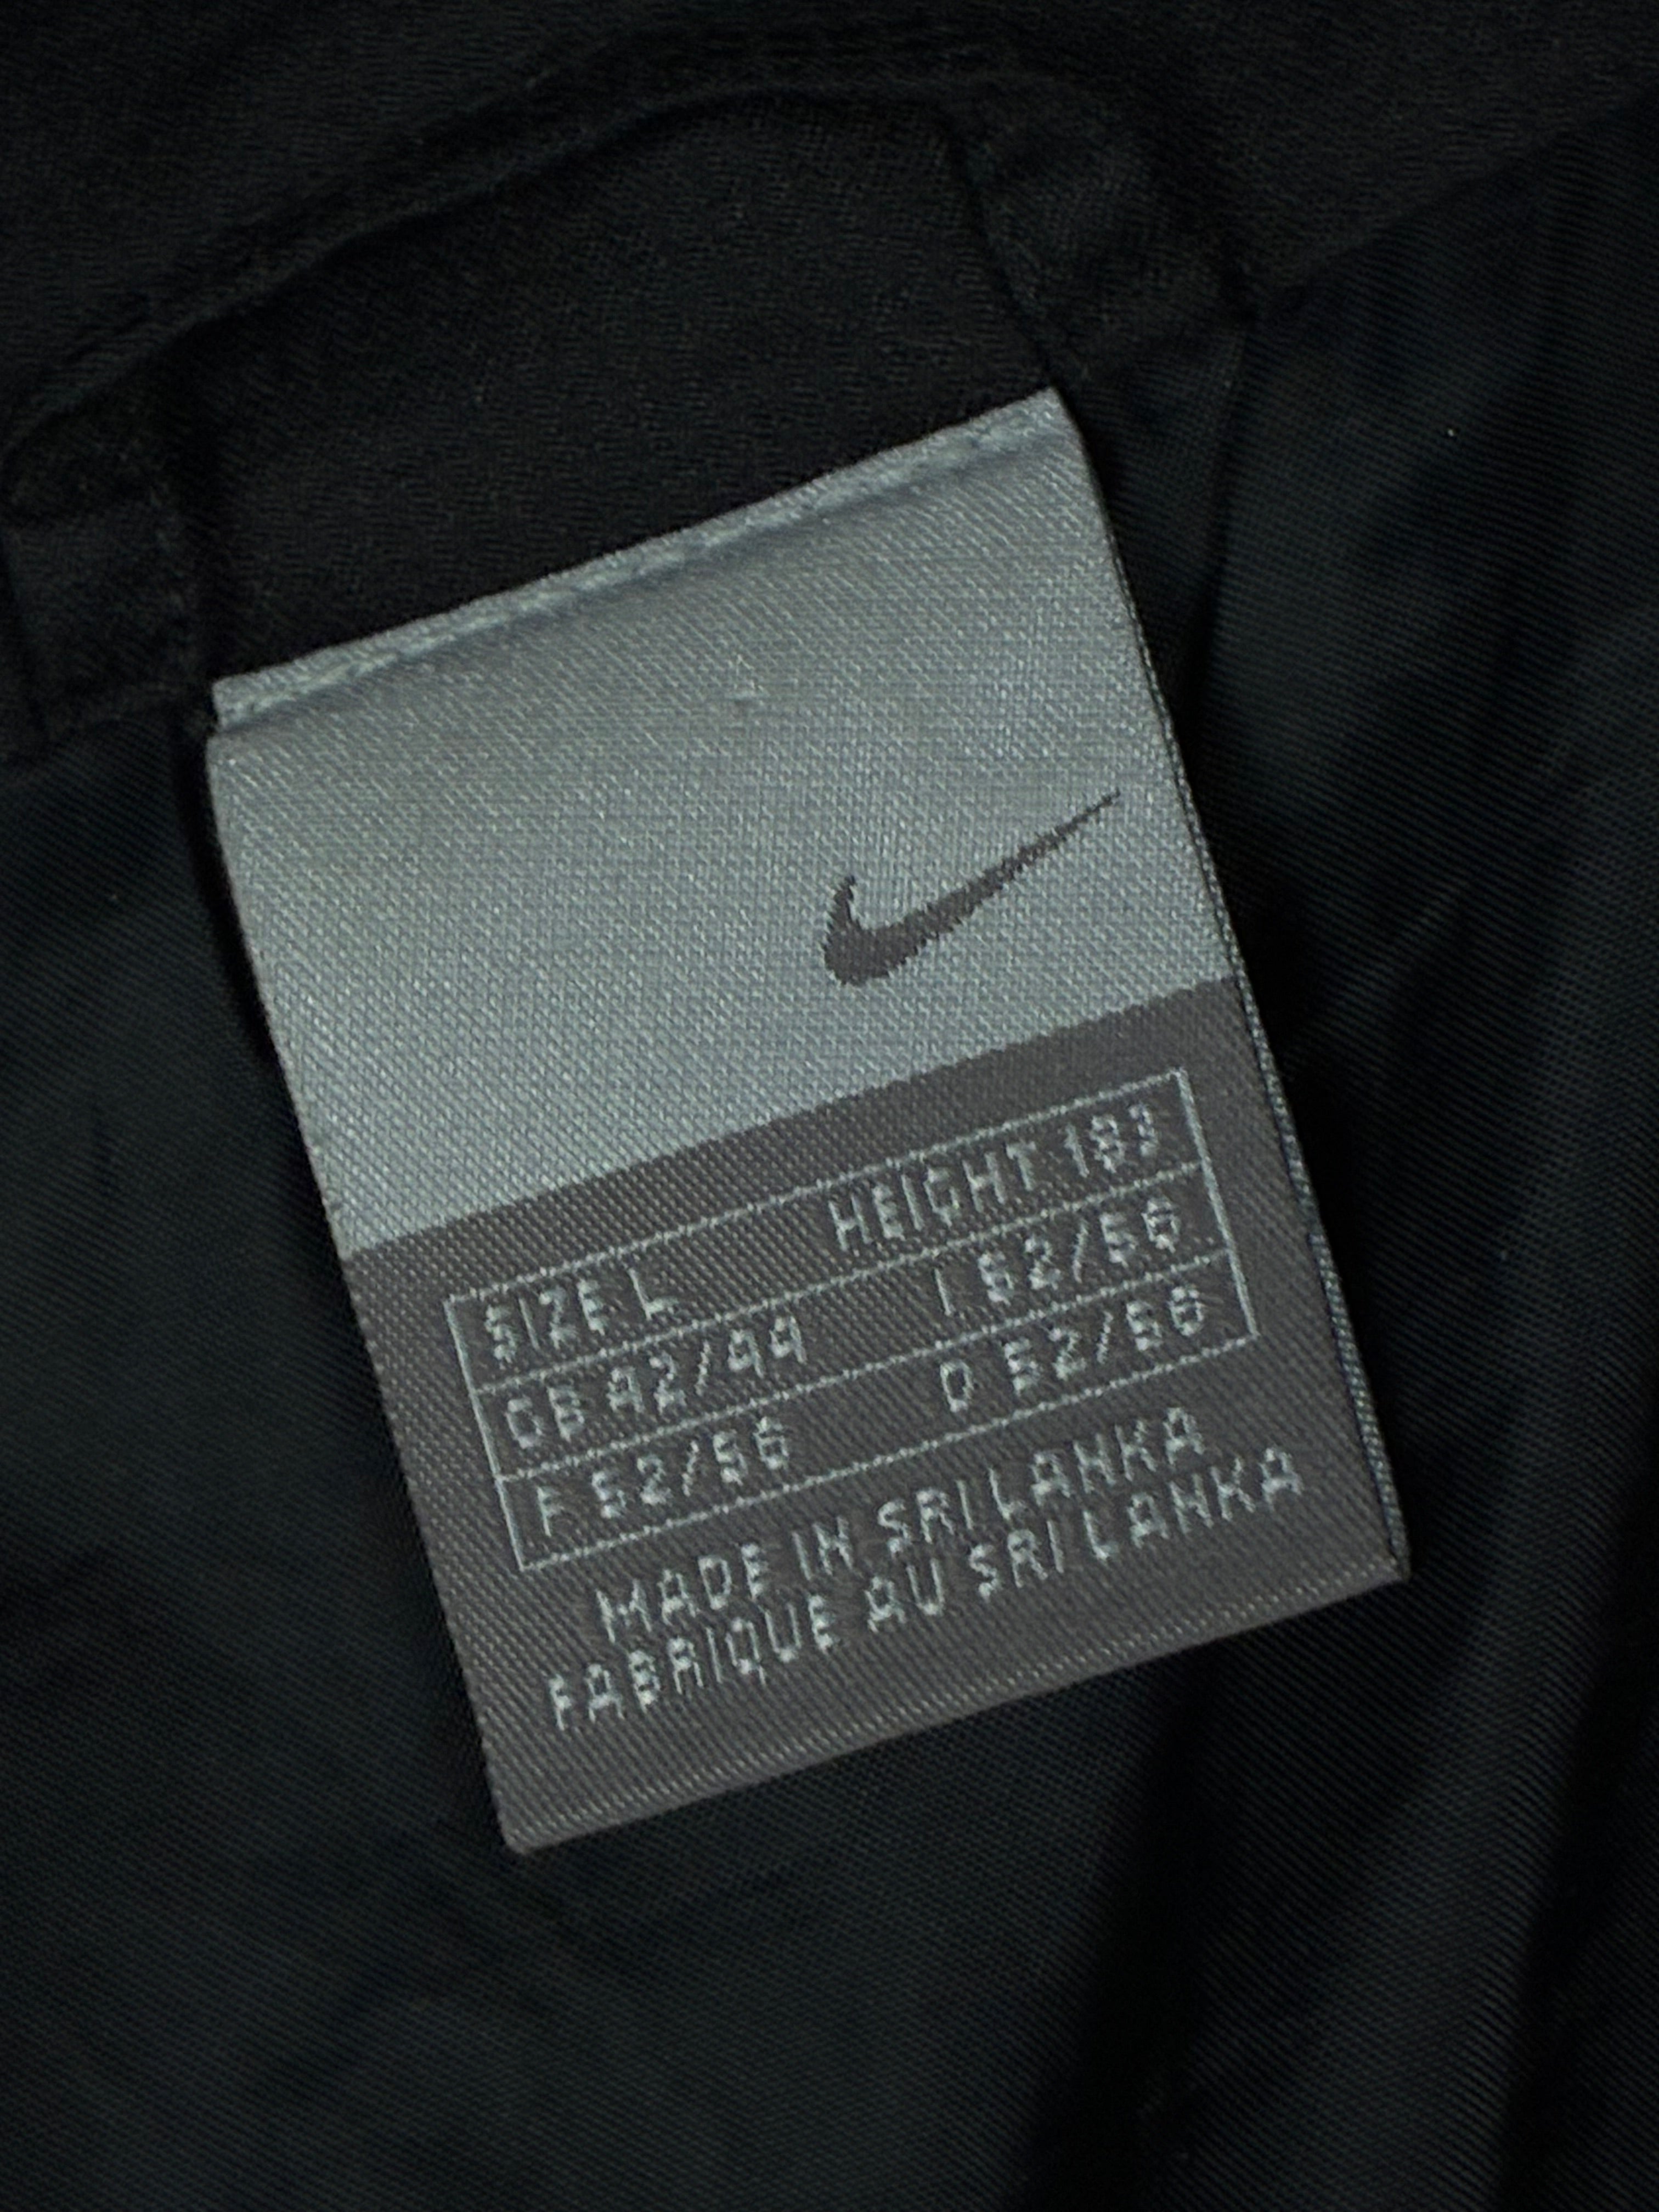 SIZE L HEIGHT 183
GB 42/44 I 52/56
F 52/56 D 52/56
MADE IN SRI LANKA
FABRIQUE AU SRI LANKA